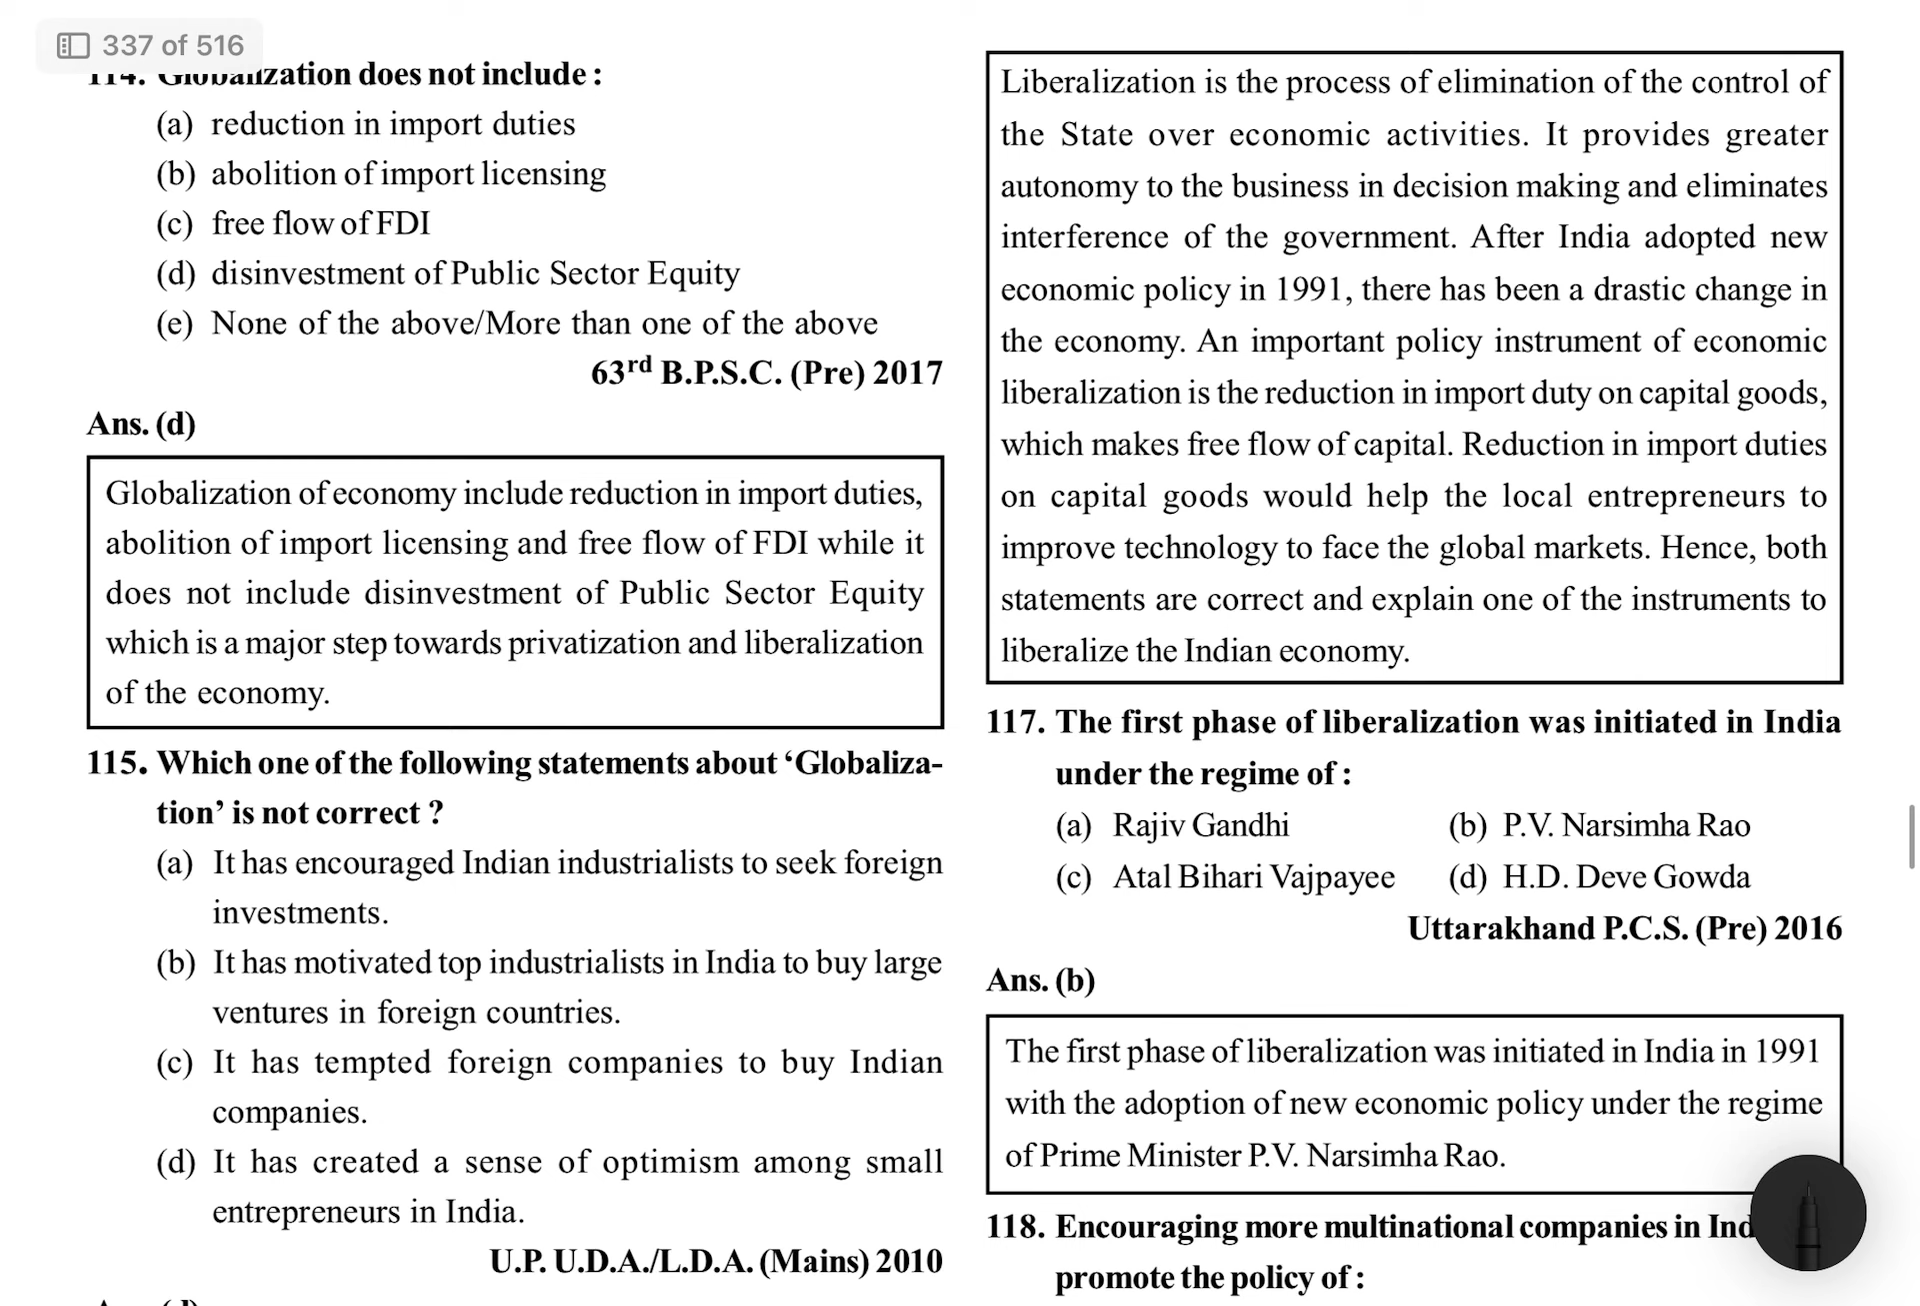 337 of 516
114. Globalization does not include :
(a) reduction in import duties
(b) abolition of import licensing
(c) free flow of FDI
(d) disinvestment of Public Sector Equity
(e) None of the above/More than one of the above
63rd B.P.S.C. (Pre) 2017
Ans. (d)
Globalization of economy include reduction in import duties,
abolition of import licensing and free flow of FDI while it
does not include disinvestment of Public Sector Equity
which is a major step towards privatization and liberalization
of the economy.
115. Which one of the following statements about ‘Globaliza-
tion’ is not correct ?
(a) It has encouraged Indian industrialists to seek foreign
investments.
(b) It has motivated top industrialists in India to buy large
ventures in foreign countries.
(c) It has tempted foreign companies to buy Indian
companies.
(d) It has created a sense of optimism among small
entrepreneurs in India.
U.P. U.D.A./L.D.A. (Mains) 2010
Liberalization is the process of elimination of the control of
the State over economic activities. It provides greater
autonomy to the business in decision making and eliminates
interference of the government. After India adopted new
economic policy in 1991, there has been a drastic change in
the economy. An important policy instrument of economic
liberalization is the reduction in import duty on capital goods,
which makes free flow of capital. Reduction in import duties
on capital goods would help the local entrepreneurs to
improve technology to face the global markets. Hence, both
statements are correct and explain one of the instruments to
liberalize the Indian economy.
117. The first phase of liberalization was initiated in India
under the regime of :
(a) Rajiv Gandhi (b) P.V. Narsimha Rao
(c) Atal Bihari Vajpayee (d) H.D. Deve Gowda
Uttarakhand P.C.S. (Pre) 2016
Ans. (b)
The first phase of liberalization was initiated in India in 1991
with the adoption of new economic policy under the regime
of Prime Minister P.V. Narsimha Rao.
118. Encouraging more multinational companies in Ind
promote the policy of :